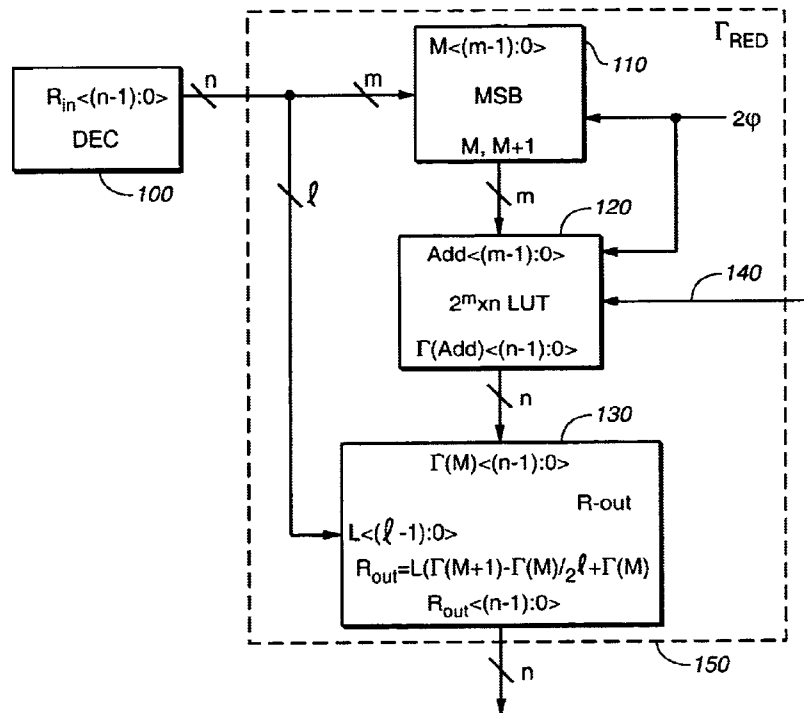 Γ_RED
M<(m-1):0>
110
R_in<(n-1):0>
n
m
MSB
DEC
2φ
M, M+1
100
ℓ
m
120
Add<(m-1):0>
140
2^m xn LUT
Γ(Add)<(n-1):0>
n
130
Γ(M)<(n-1):0>
R-out
L<(ℓ-1):0>
R_out=L(Γ(M+1)-Γ(M)/2ℓ+Γ(M)
R_out<(n-1):0>
n
150